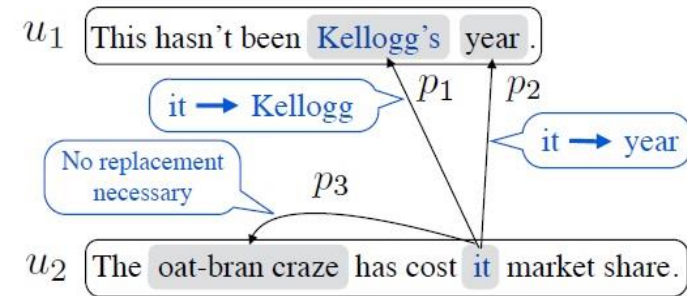 u1 This hasn't been Kellogg's year.
it → Kellogg
p1
p2
it → year
No replacement
necessary
p3
u2 The oat-bran craze has cost it market share.